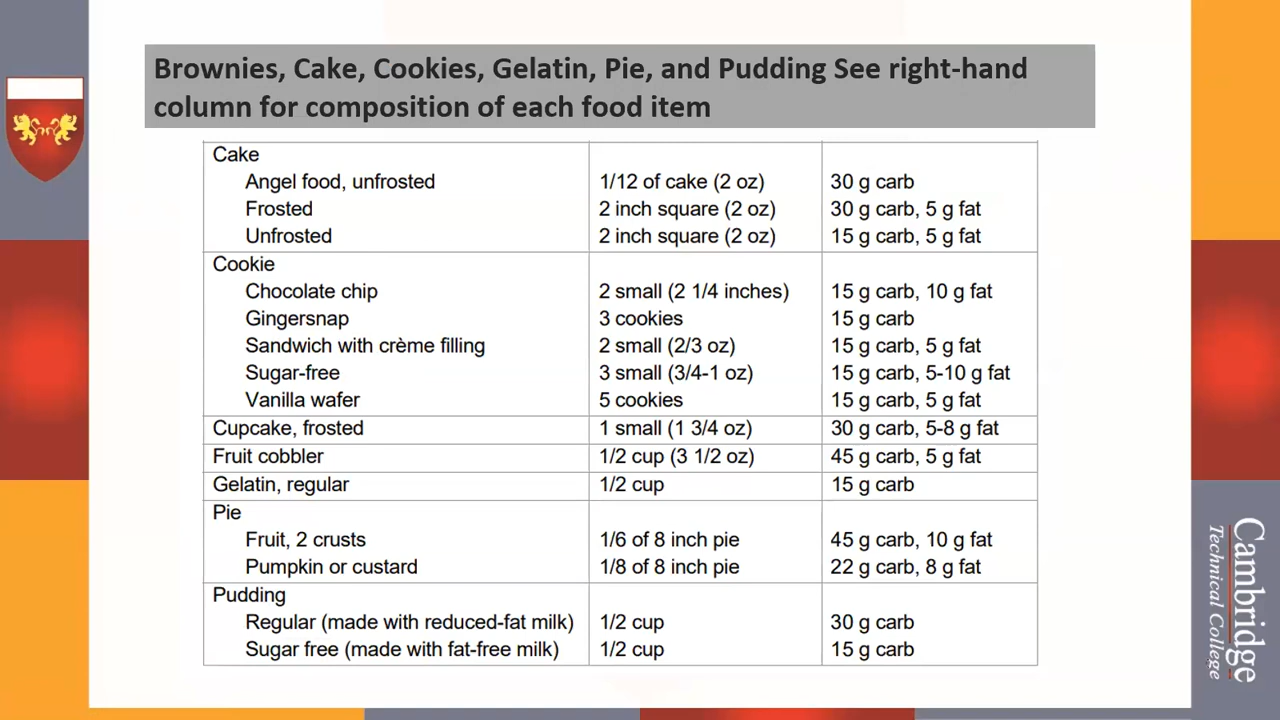 Brownies, Cake, Cookies, Gelatin, Pie, and Pudding See right-hand
column for composition of each food item
Cake
Angel food, unfrosted 1/12 of cake (2 oz) 30 g carb
Frosted 2 inch square (2 oz) 30 g carb, 5 g fat
Unfrosted 2 inch square (2 oz) 15 g carb, 5 g fat
Cookie
Chocolate chip 2 small (2 1/4 inches) 15 g carb, 10 g fat
Gingersnap 3 cookies 15 g carb
Sandwich with crème filling 2 small (2/3 oz) 15 g carb, 5 g fat
Sugar-free 3 small (3/4-1 oz) 15 g carb, 5-10 g fat
Vanilla wafer 5 cookies 15 g carb, 5 g fat
Cupcake, frosted 1 small (1 3/4 oz) 30 g carb, 5-8 g fat
Fruit cobbler 1/2 cup (3 1/2 oz) 45 g carb, 5 g fat
Gelatin, regular 1/2 cup 15 g carb
Pie
Fruit, 2 crusts 1/6 of 8 inch pie 45 g carb, 10 g fat
Pumpkin or custard 1/8 of 8 inch pie 22 g carb, 8 g fat
Pudding
Regular (made with reduced-fat milk) 1/2 cup 30 g carb
Sugar free (made with fat-free milk) 1/2 cup 15 g carb
Cambridge
Technical College